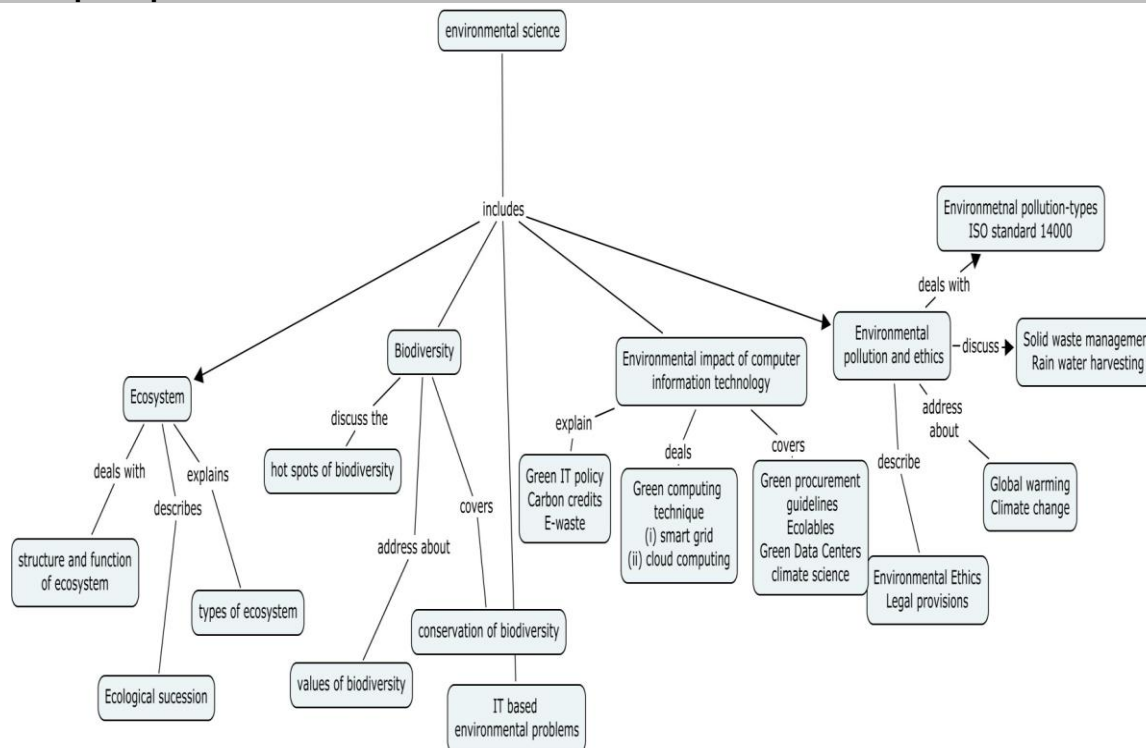 environmental science
includes
Environmetnal pollution-types
ISO standard 14000
deals with
Environmental
pollution and ethics
discuss
Solid waste management
Rain water harvesting
address
about
describe
Global warming
Climate change
Environmental Ethics
Legal provisions
Biodiversity
discuss the
hot spots of biodiversity
covers
address about
conservation of biodiversity
values of biodiversity
IT based
environmental problems
Environmental impact of computer
information technology
explain
deals
covers
Green IT policy
Carbon credits
E-waste
Green computing
technique
(i) smart grid
(ii) cloud computing
Green procurement
guidelines
Ecolables
Green Data Centers
climate science
Ecosystem
deals with
describes
explains
structure and function
of ecosystem
types of ecosystem
Ecological sucession